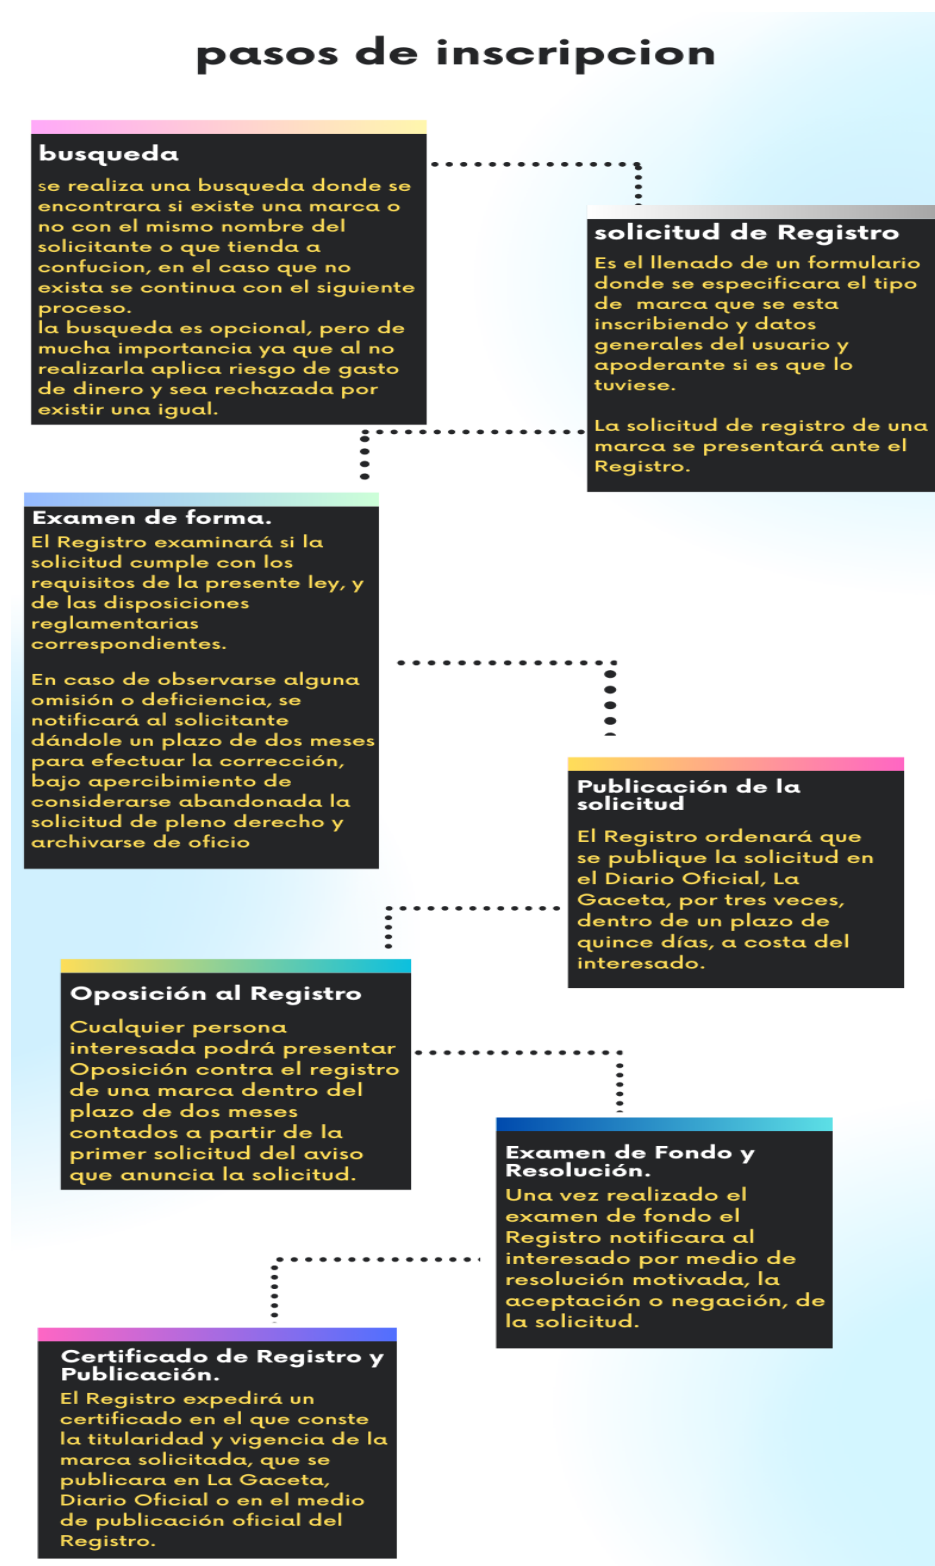 pasos de inscripcion
busqueda
se realiza una busqueda donde se
encontrara si existe una marca o
no con el mismo nombre del
solicitante o que tienda a
confucion, en el caso que no
exista se continua con el siguiente
proceso.
la busqueda es opcional, pero de
mucha importancia ya que al no
realizarla aplica riesgo de gasto
de dinero y sea rechazada por
existir una igual.
solicitud de Registro
Es el llenado de un formulario
donde se especificara el tipo
de marca que se esta
inscribiendo y datos
generales del usuario y
apoderante si es que lo
tuviese.
La solicitud de registro de una
marca se presentará ante el
Registro.
Examen de forma.
El Registro examinará si la
solicitud cumple con los
requisitos de la presente ley, y
de las disposiciones
reglamentarias
correspondientes.
En caso de observarse alguna
omisión o deficiencia, se
notificará al solicitante
dándole un plazo de dos meses
para efectuar la corrección,
bajo apercibimiento de
considerarse abandonada la
solicitud de pleno derecho y
archivarse de oficio
Publicación de la
solicitud
El Registro ordenará que
se publique la solicitud en
el Diario Oficial, La
Gaceta, por tres veces,
dentro de un plazo de
quince días, a costa del
interesado.
Oposición al Registro
Cualquier persona
interesada podrá presentar
Oposición contra el registro
de una marca dentro del
plazo de dos meses
contados a partir de la
primer solicitud del aviso
que anuncia la solicitud.
Examen de Fondo y
Resolución.
Una vez realizado el
examen de fondo el
Registro notificara al
interesado por medio de
resolución motivada, la
aceptación o negación, de
la solicitud.
Certificado de Registro y
Publicación.
El Registro expedirá un
certificado en el que conste
la titularidad y vigencia de la
marca solicitada, que se
publicara en La Gaceta,
Diario Oficial o en el medio
de publicación oficial del
Registro.